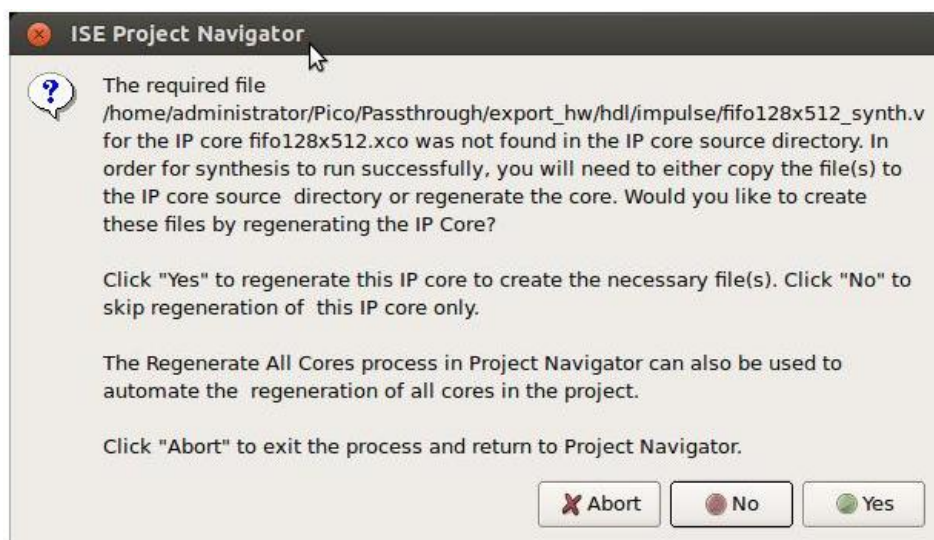 ISE Project Navigator
The required file
/home/administrator/Pico/Passthrough/export_hw/hdl/impulse/fifo128x512_synth.v
for the IP core fifo128x512.xco was not found in the IP core source directory. In
order for synthesis to run successfully, you will need to either copy the file(s) to
the IP core source  directory or regenerate the core. Would you like to create
these files by regenerating the IP Core?
Click "Yes" to regenerate this IP core to create the necessary file(s). Click "No" to
skip regeneration of  this IP core only.
The Regenerate All Cores process in Project Navigator can also be used to
automate the  regeneration of all cores in the project.
Click "Abort" to exit the process and return to Project Navigator.
Abort No Yes